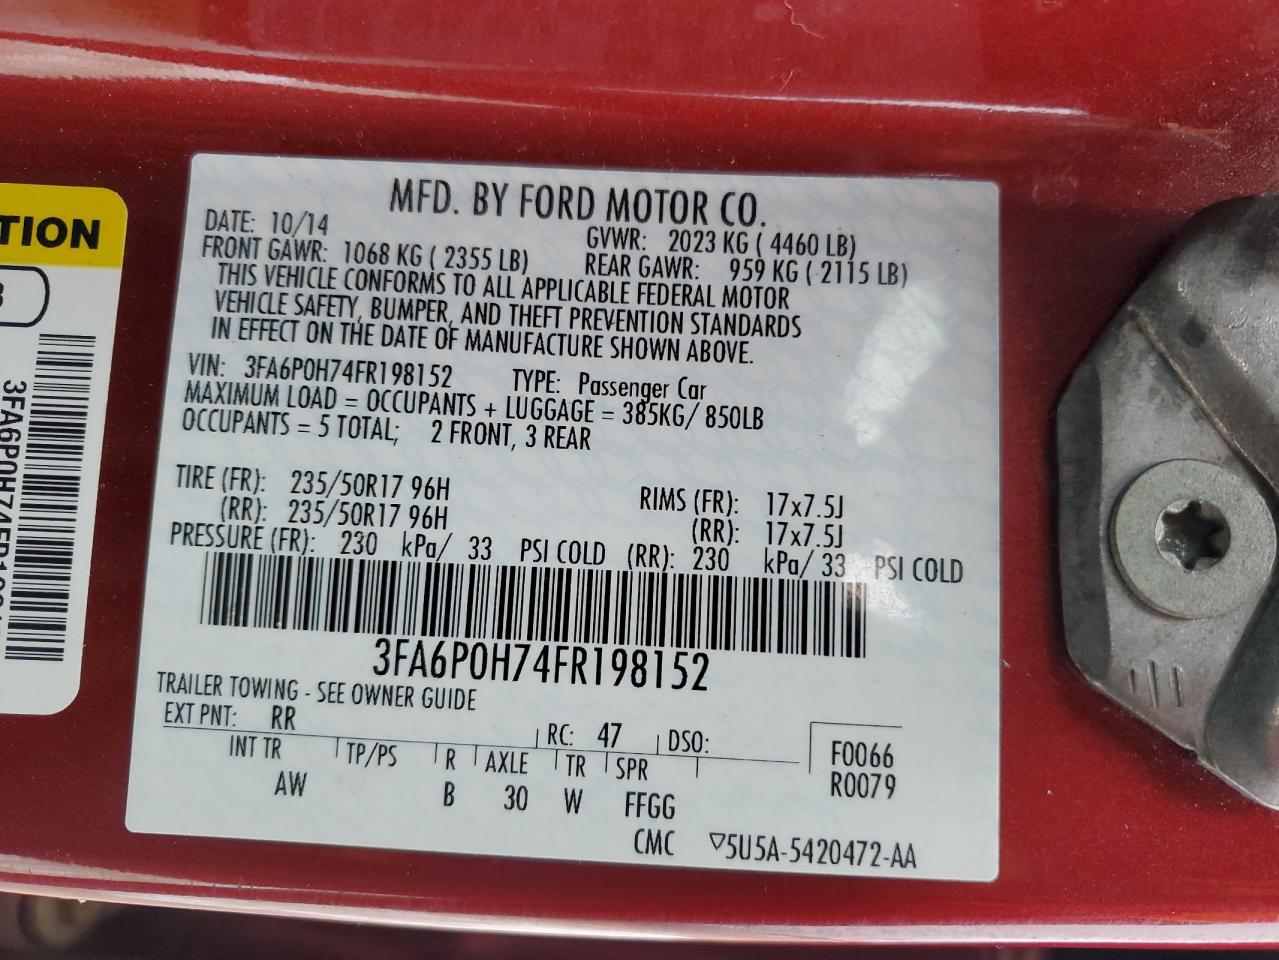 MFD. BY FORD MOTOR CO.
DATE: 10/14 GVWR: 2023 KG ( 4460 LB)
FRONT GAWR: 1068 KG ( 2355 LB) REAR GAWR: 959 KG ( 2115 LB)
THIS VEHICLE CONFORMS TO ALL APPLICABLE FEDERAL MOTOR
VEHICLE SAFETY, BUMPER, AND THEFT PREVENTION STANDARDS
IN EFFECT ON THE DATE OF MANUFACTURE SHOWN ABOVE.
VIN: 3FA6P0H74FR198152 TYPE: Passenger Car
MAXIMUM LOAD = OCCUPANTS + LUGGAGE = 385KG/ 850LB
OCCUPANTS = 5 TOTAL; 2 FRONT, 3 REAR
TIRE (FR): 235/50R17 96H RIMS (FR): 17x7.5J
(RR): 235/50R17 96H (RR): 17x7.5J
PRESSURE (FR): 230 kPa/ 33 PSI COLD (RR): 230 kPa/ 33 PSI COLD
3FA6P0H74FR198152
TRAILER TOWING - SEE OWNER GUIDE
EXT PNT: RR RC: 47 DSO:
INT TR TP/PS R AXLE TR SPR F0066
AW B 30 W FFGG R0079
CMC ▽5U5A-5420472-AA
TION
3FA6P0H74FR198